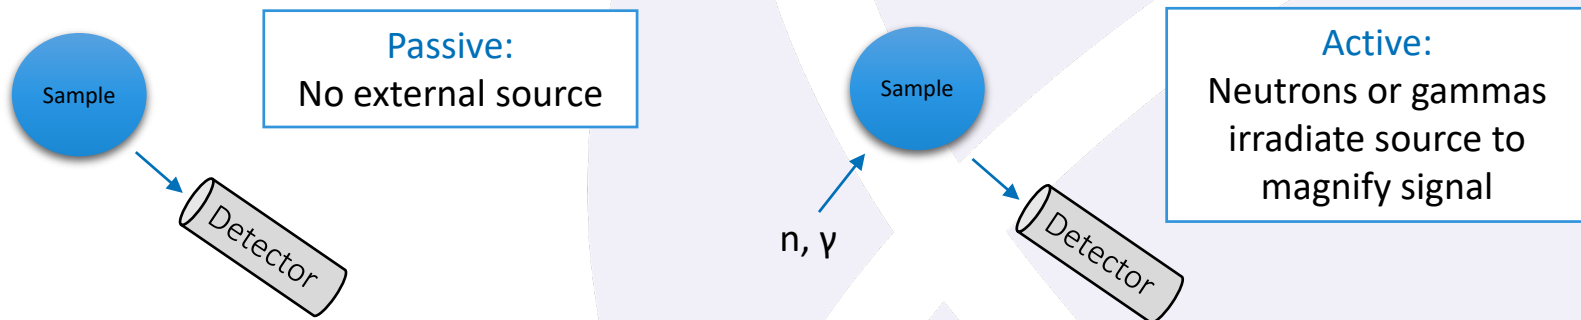 Sample
Passive:
No external source
Detector
Sample
Active:
Neutrons or gammas
irradiate source to
magnify signal
n, γ
Detector